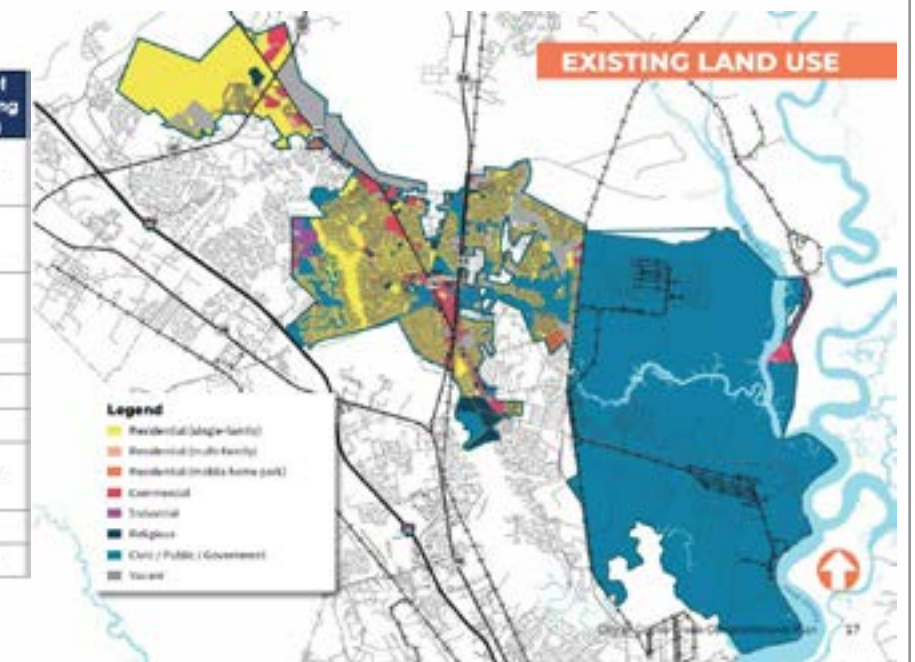 ng
EXISTING LAND USE
Legend
Residential (single-family)
Residential (multi-family)
Residential (mobile home park)
Commercial
Industrial
Religious
Civic / Public / Government
Vacant
17